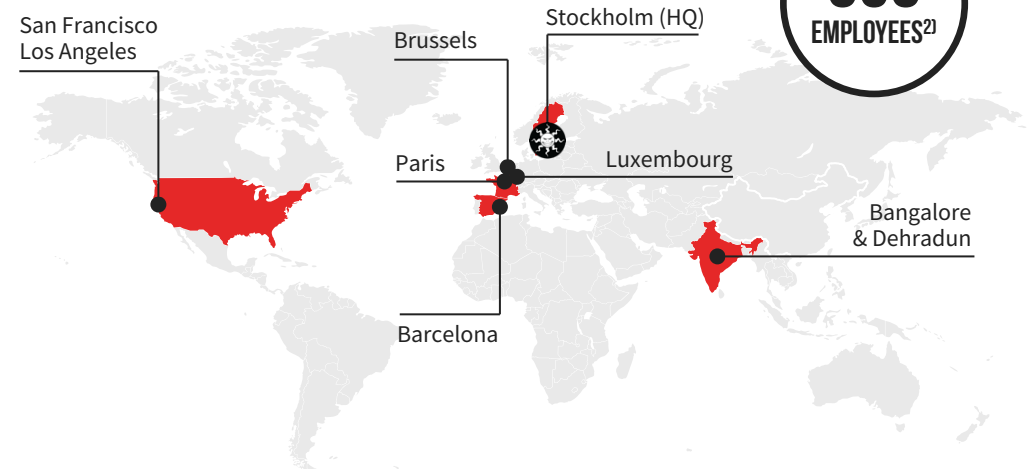 San Francisco
Los Angeles
Brussels
Stockholm (HQ)
EMPLOYEES2)
Paris
Luxembourg
Bangalore
& Dehradun
Barcelona